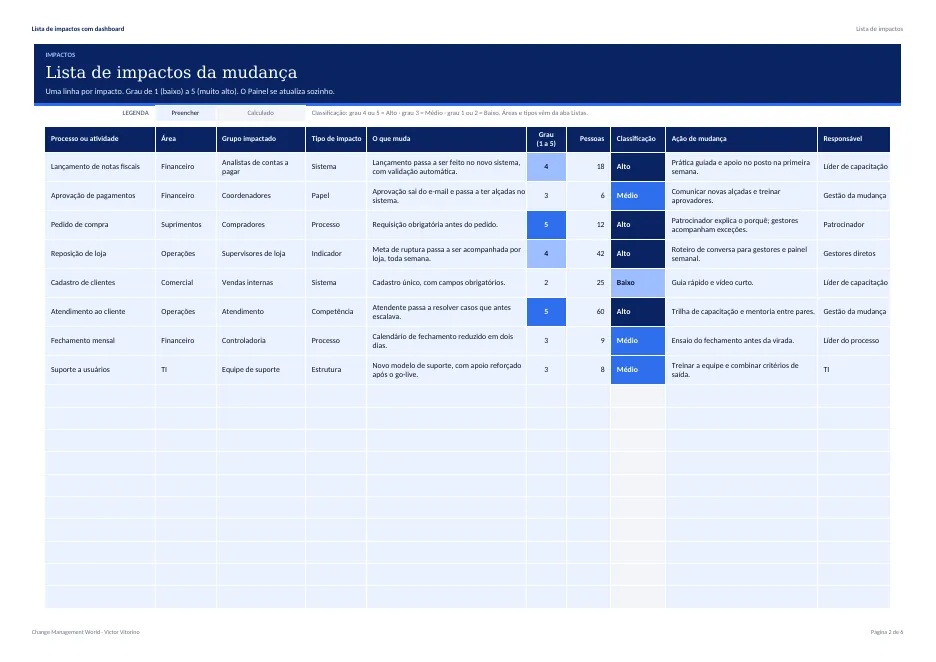 Lista de impactos com dashboard
Lista de impactos
IMPACTOS
Lista de impactos da mudança
Uma linha por impacto. Grau de 1 (baixo) a 5 (muito alto). O Painel se atualiza sozinho.
LEGENDA Preencher Calculado Classificação: grau 4 ou 5 = Alto · grau 3 = Médio · grau 1 ou 2 = Baixo. Áreas e tipos vêm da aba Listas.
Processo ou atividade Área Grupo impactado Tipo de impacto O que muda Grau (1 a 5) Pessoas Classificação Ação de mudança Responsável
Lançamento de notas fiscais Financeiro Analistas de contas a pagar Sistema Lançamento passa a ser feito no novo sistema, com validação automática. 4 18 Alto Prática guiada e apoio no posto na primeira semana. Líder de capacitação
Aprovação de pagamentos Financeiro Coordenadores Papel Aprovação sai do e-mail e passa a ter alçadas no sistema. 3 6 Médio Comunicar novas alçadas e treinar aprovadores. Gestão da mudança
Pedido de compra Suprimentos Compradores Processo Requisição obrigatória antes do pedido. 5 12 Alto Patrocinador explica o porquê; gestores acompanham exceções. Patrocinador
Reposição de loja Operações Supervisores de loja Indicador Meta de ruptura passa a ser acompanhada por loja, toda semana. 4 42 Alto Roteiro de conversa para gestores e painel semanal. Gestores diretos
Cadastro de clientes Comercial Vendas internas Sistema Cadastro único, com campos obrigatórios. 2 25 Baixo Guia rápido e vídeo curto. Líder de capacitação
Atendimento ao cliente Operações Atendimento Competência Atendente passa a resolver casos que antes escalava. 5 60 Alto Trilha de capacitação e mentoria entre pares. Gestão da mudança
Fechamento mensal Financeiro Controladoria Processo Calendário de fechamento reduzido em dois dias. 3 9 Médio Ensaio do fechamento antes da virada. Líder do processo
Suporte a usuários TI Equipe de suporte Estrutura Novo modelo de suporte, com apoio reforçado após o go-live. 3 8 Médio Treinar a equipe e combinar critérios de saída. TI
Change Management World · Victor Vitorino
Página 2 de 6